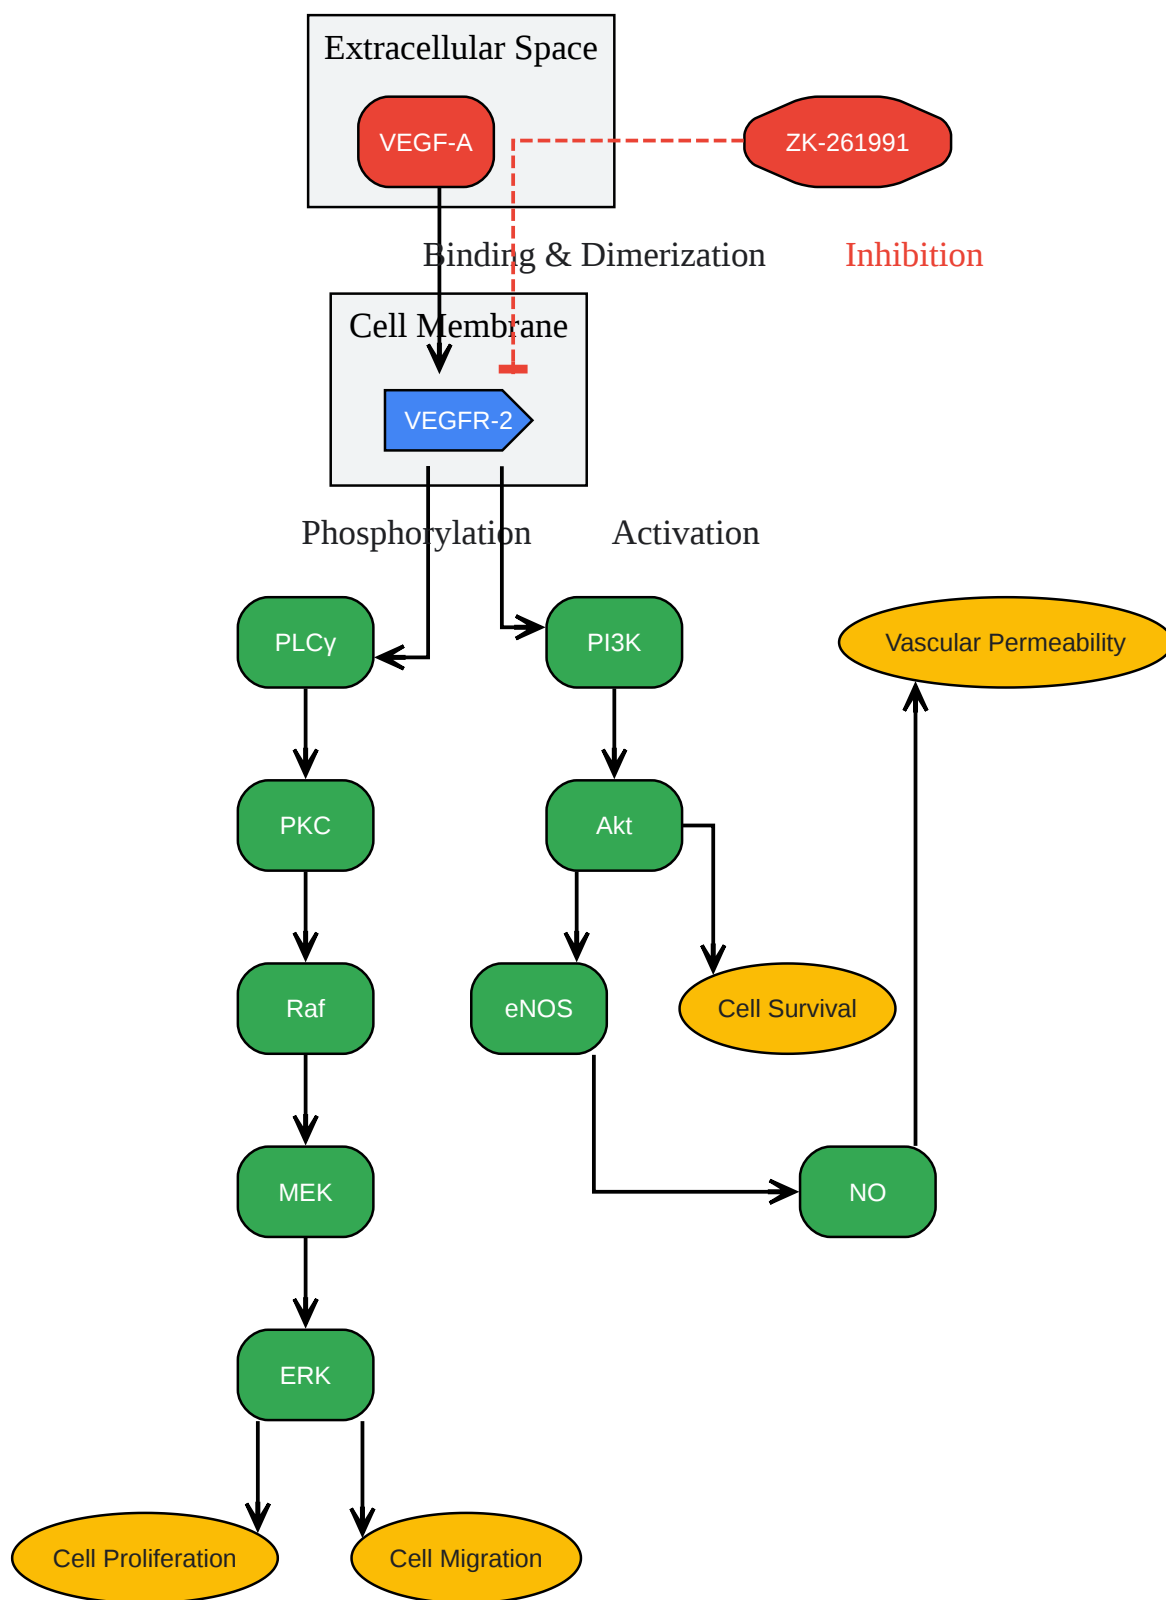 Extracellular Space
VEGF-A
ZK-261991
Binding & Dimerization
Inhibition
Cell Membrane
VEGFR-2
Phosphorylation
Activation
PLCγ
PI3K
Vascular Permeability
PKC
Akt
Raf
eNOS
Cell Survival
MEK
NO
ERK
Cell Proliferation
Cell Migration